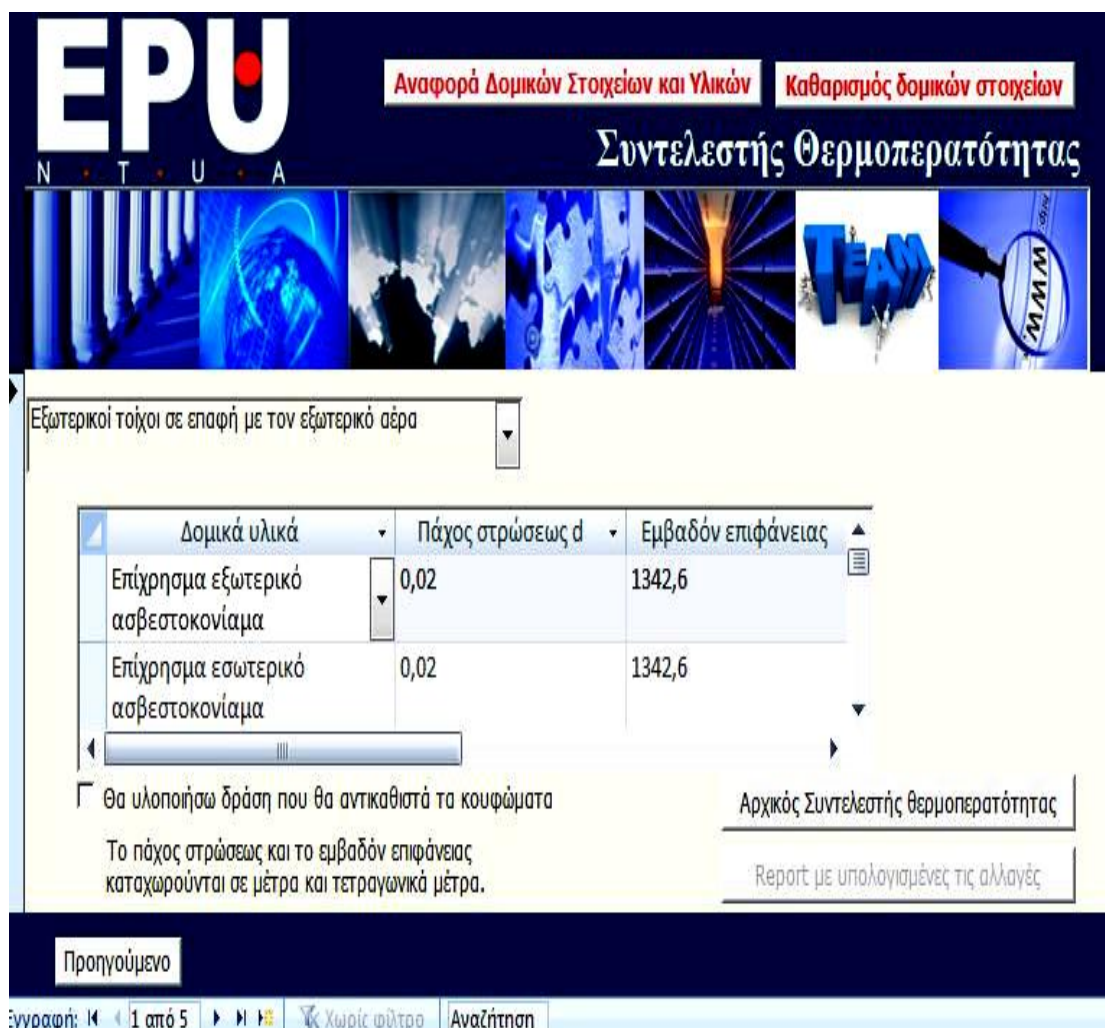 EPU
N T U A
Αναφορά Δομικών Στοιχείων και Υλικών
Καθαρισμός δομικών στοιχείων
Συντελεστής Θερμοπερατότητας
TEAM
WWW
Εξωτερικοί τοίχοι σε επαφή με τον εξωτερικό αέρα
Δομικά υλικά Πάχος στρώσεως d Εμβαδόν επιφάνειας
Επίχρησμα εξωτερικό 0,02 1342,6
ασβεστοκονίαμα
Επίχρησμα εσωτερικό 0,02 1342,6
ασβεστοκονίαμα
Θα υλοποιήσω δράση που θα αντικαθιστά τα κουφώματα
Αρχικός Συντελεστής θερμοπερατότητας
Το πάχος στρώσεως και το εμβαδόν επιφάνειας
καταχωρούνται σε μέτρα και τετραγωνικά μέτρα.
Report με υπολογισμένες τις αλλαγές
Προηγούμενο
Εγγραφή: 1 από 5 Χωρίς φίλτρο Αναζήτηση